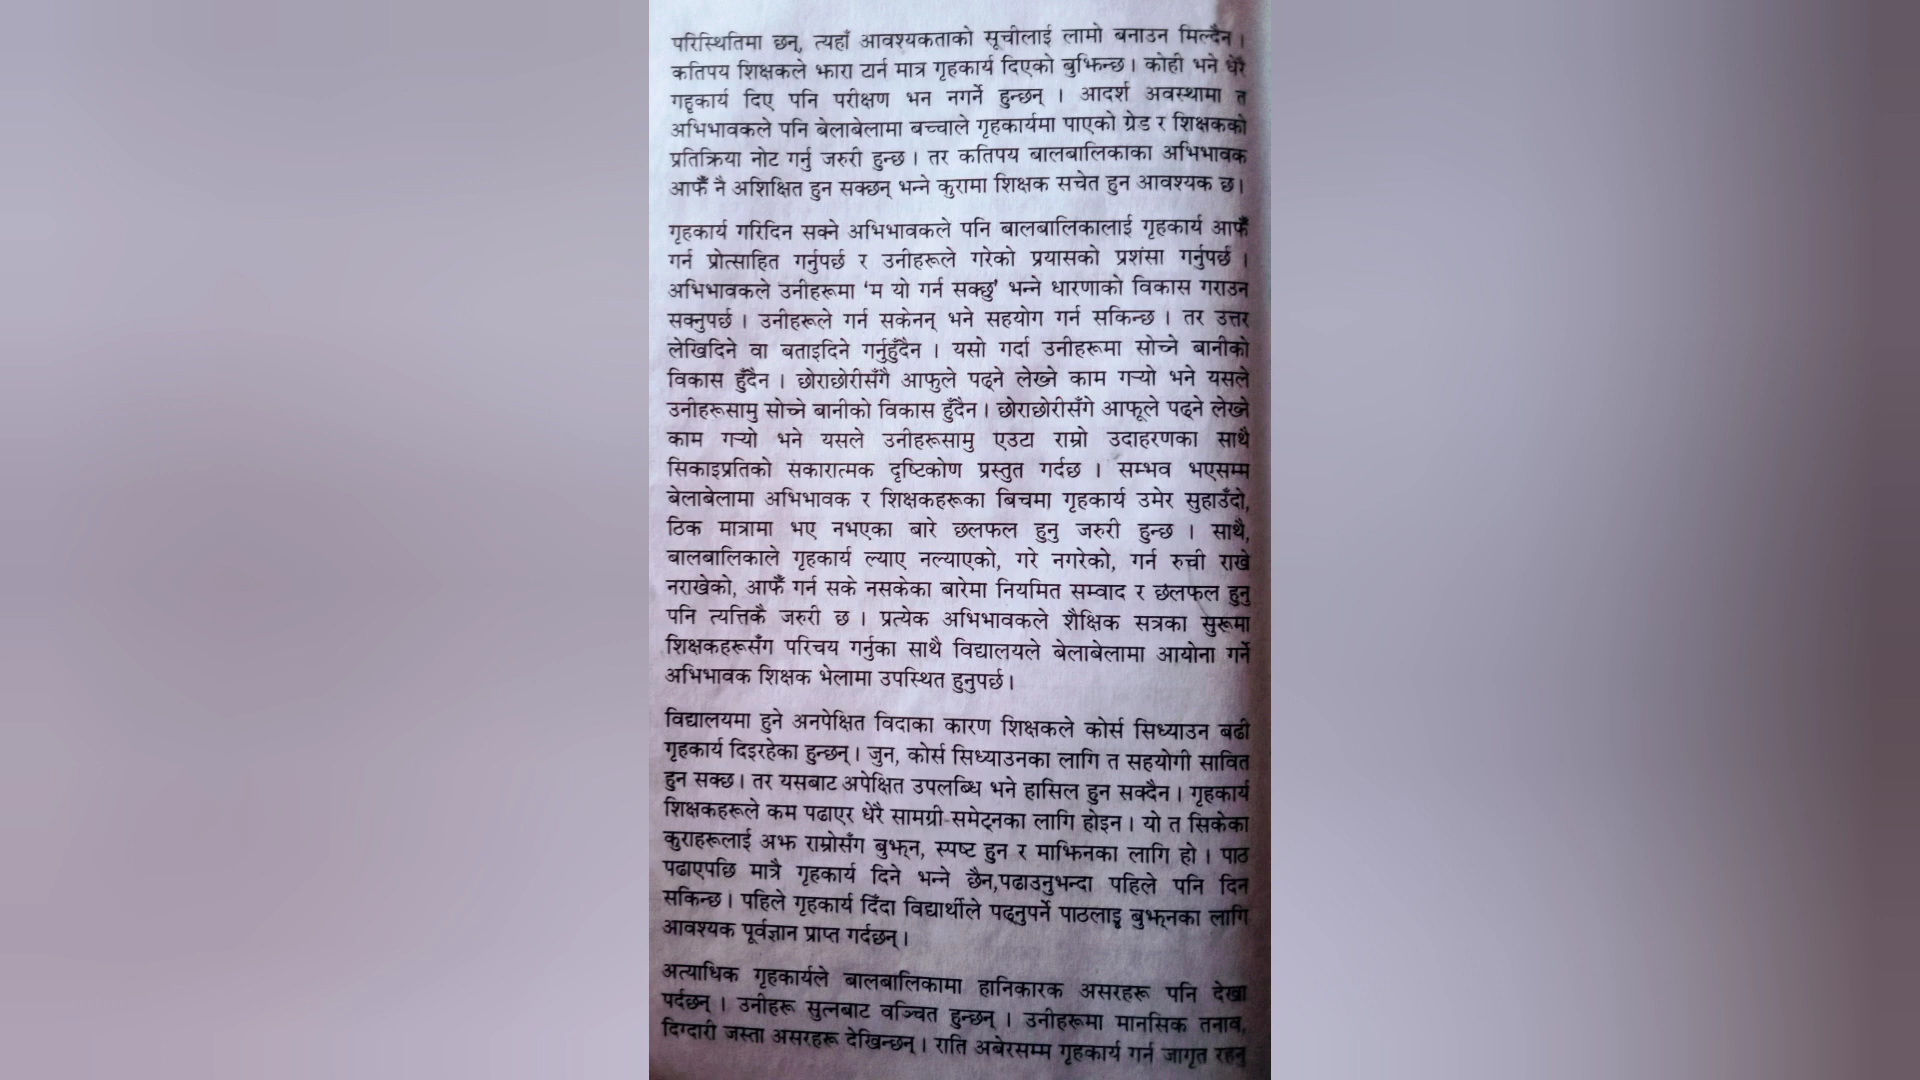 परिस्थितिमा छन्, त्यहाँ आवश्यकताको सूचीलाई लामो बनाउन मिल्दैन ।
कतिपय शिक्षकले झारा टार्न मात्र गृहकार्य दिएको बुझिन्छ । कोही भने धेरै
गहृकार्य दिए पनि परीक्षण भन नगर्ने हुन्छन् । आदर्श अवस्थामा त
अभिभावकले पनि बेलाबेलामा बच्चाले गृहकार्यमा पाएको ग्रेड र शिक्षकको
प्रतिक्रिया नोट गर्नु जरुरी हुन्छ । तर कतिपय बालबालिकाका अभिभावक
आफैँ नै अशिक्षित हुन सक्छन् भन्ने कुरामा शिक्षक सचेत हुन आवश्यक छ।
गृहकार्य गरिदिन सक्ने अभिभावकले पनि बालबालिकालाई गृहकार्य आफैँ
गर्न प्रोत्साहित गर्नुपर्छ र उनीहरूले गरेको प्रयासको प्रशंसा गर्नुपर्छ ।
अभिभावकले उनीहरूमा ‘म यो गर्न सक्छु’ भन्ने धारणाको विकास गराउन
सक्नुपर्छ । उनीहरूले गर्न सकेनन् भने सहयोग गर्न सकिन्छ । तर उत्तर
लेखिदिने वा बताइदिने गर्नुहुँदैन । यसो गर्दा उनीहरूमा सोच्ने बानीको
विकास हुँदैन । छोराछोरीसँगै आफुले पढ्ने लेख्ने काम गऱ्यो भने यसले
उनीहरूसामु सोच्ने बानीको विकास हुँदैन । छोराछोरीसँगे आफूले पढ्ने लेख्ने
काम गऱ्यो भने यसले उनीहरूसामु एउटा राम्रो उदाहरणका साथै
सिकाइप्रतिको सकारात्मक दृष्टिकोण प्रस्तुत गर्दछ । सम्भव भएसम्म
बेलाबेलामा अभिभावक र शिक्षकहरूका बिचमा गृहकार्य उमेर सुहाउँदो,
ठिक मात्रामा भए नभएका बारे छलफल हुनु जरुरी हुन्छ । साथै,
बालबालिकाले गृहकार्य ल्याए नल्याएको, गरे नगरेको, गर्न रुची राखे
नराखेको, आफैँ गर्न सके नसकेका बारेमा नियमित सम्वाद र छलफल हुनु
पनि त्यत्तिकै जरुरी छ । प्रत्येक अभिभावकले शैक्षिक सत्रका सुरूमा
शिक्षकहरूसँग परिचय गर्नुका साथै विद्यालयले बेलाबेलामा आयोना गर्ने
अभिभावक शिक्षक भेलामा उपस्थित हुनुपर्छ।
विद्यालयमा हुने अनपेक्षित विदाका कारण शिक्षकले कोर्स सिध्याउन बढी
गृहकार्य दिइरहेका हुन्छन् । जुन, कोर्स सिध्याउनका लागि त सहयोगी सावित
हुन सक्छ । तर यसबाट अपेक्षित उपलब्धि भने हासिल हुन सक्दैन । गृहकार्य
शिक्षकहरूले कम पढाएर धेरै सामग्री समेट्नका लागि होइन । यो त सिकेका
कुराहरूलाई अझ राम्रोसँग बुझ्न, स्पष्ट हुन र माझिनका लागि हो । पाठ
पढाएपछि मात्रै गृहकार्य दिने भन्ने छैन,पढाउनुभन्दा पहिले पनि दिन
सकिन्छ । पहिले गृहकार्य दिँदा विद्यार्थीले पढ्नुपर्ने पाठलाइ बुझ्नका लागि
आवश्यक पूर्वज्ञान प्राप्त गर्दछन् ।
अत्याधिक गृहकार्यले बालबालिकामा हानिकारक असरहरू पनि देखा
पर्दछन् । उनीहरू सुत्नबाट वञ्चित हुन्छन् । उनीहरूमा मानसिक तनाव,
दिग्दारी जस्ता असरहरू देखिन्छन् । राति अबेरसम्म गृहकार्य गर्न जागृत रहनु